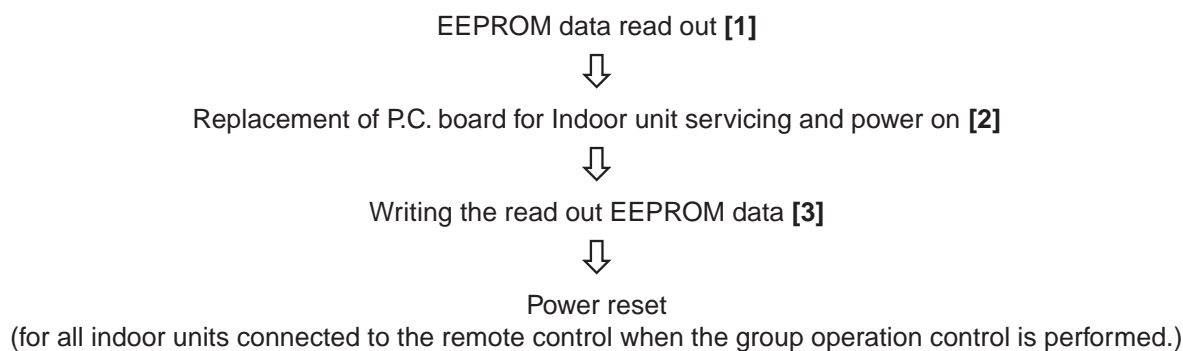 EEPROM data read out [1]
Replacement of P.C. board for Indoor unit servicing and power on [2]
Writing the read out EEPROM data [3]
Power reset
(for all indoor units connected to the remote control when the group operation control is performed.)